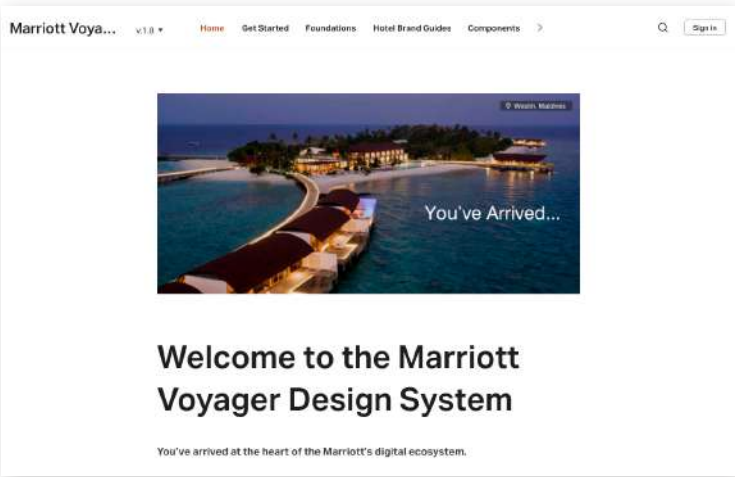 Marriott Voya... v.1.0 ▼ Home Get Started Foundations Hotel Brand Guides Components > Sign in
Maldives
You've Arrived...
Welcome to the Marriott
Voyager Design System
You've arrived at the heart of the Marriott's digital ecosystem.